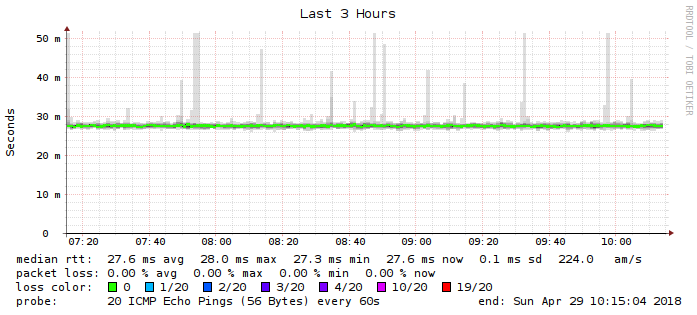 Last 3 Hours
RRDTOOL / TOBI OETIKER
Seconds
50 m
40 m
30 m
20 m
10 m
0
07:20 07:40 08:00 08:20 08:40 09:00 09:20 09:40 10:00
median rtt: 27.6 ms avg 28.0 ms max 27.3 ms min 27.6 ms now 0.1 ms sd 224.0 am/s
packet loss: 0.00 % avg 0.00 % max 0.00 % min 0.00 % now
loss color: 0 1/20 2/20 3/20 4/20 10/20 19/20
probe: 20 ICMP Echo Pings (56 Bytes) every 60s end: Sun Apr 29 10:15:04 2018